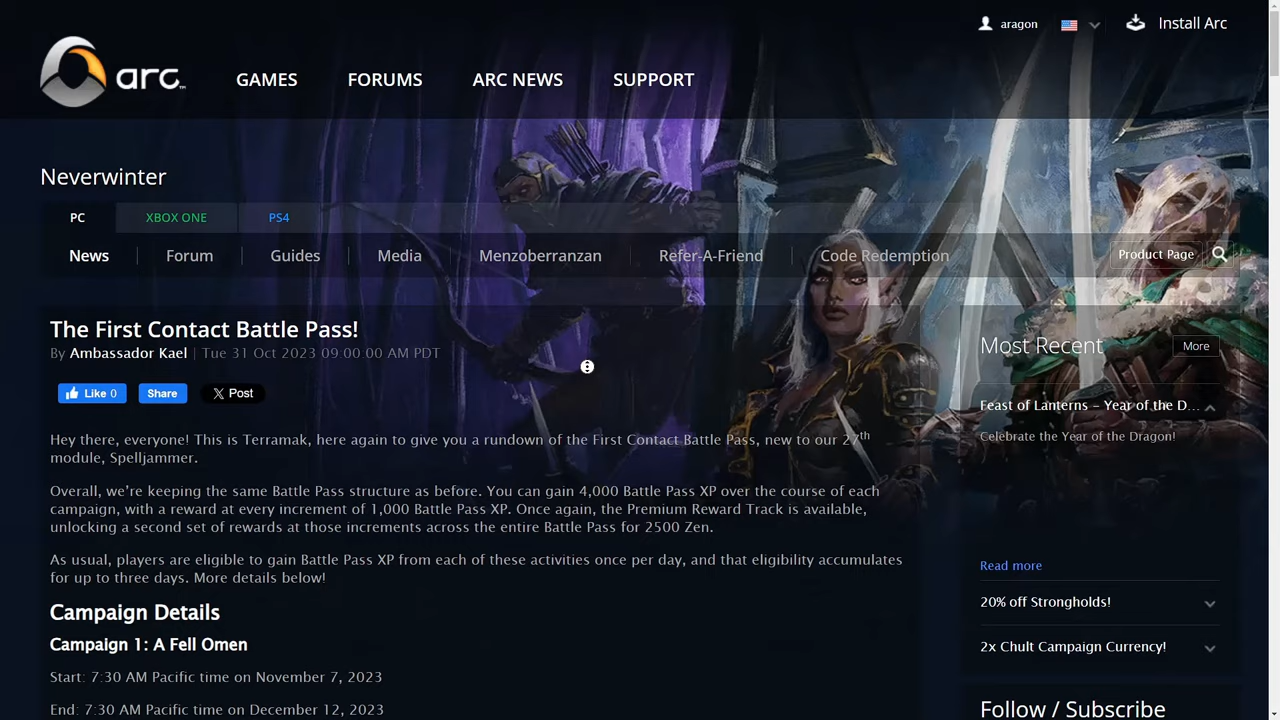 aragon
Install Arc
arc
GAMES
FORUMS
ARC NEWS
SUPPORT
Neverwinter
PC
XBOX ONE
PS4
News
Forum
Guides
Media
Menzoberranzan
Refer-A-Friend
Code Redemption
Product Page
The First Contact Battle Pass!
By Ambassador Kael | Tue 31 Oct 2023 09:00:00 AM PDT
Like 0
Share
Post
Hey there, everyone! This is Terramak, here again to give you a rundown of the First Contact Battle Pass, new to our 27th
module, Spelljammer.
Overall, we're keeping the same Battle Pass structure as before. You can gain 4,000 Battle Pass XP over the course of each
campaign, with a reward at every increment of 1,000 Battle Pass XP. Once again, the Premium Reward Track is available,
unlocking a second set of rewards at those increments across the entire Battle Pass for 2500 Zen.
As usual, players are eligible to gain Battle Pass XP from each of these activities once per day, and that eligibility accumulates
for up to three days. More details below!
Campaign Details
Campaign 1: A Fell Omen
Start: 7:30 AM Pacific time on November 7, 2023
End: 7:30 AM Pacific time on December 12, 2023
Most Recent
More
Feast of Lanterns – Year of the D...
Celebrate the Year of the Dragon!
Read more
20% off Strongholds!
2x Chult Campaign Currency!
Follow / Subscribe